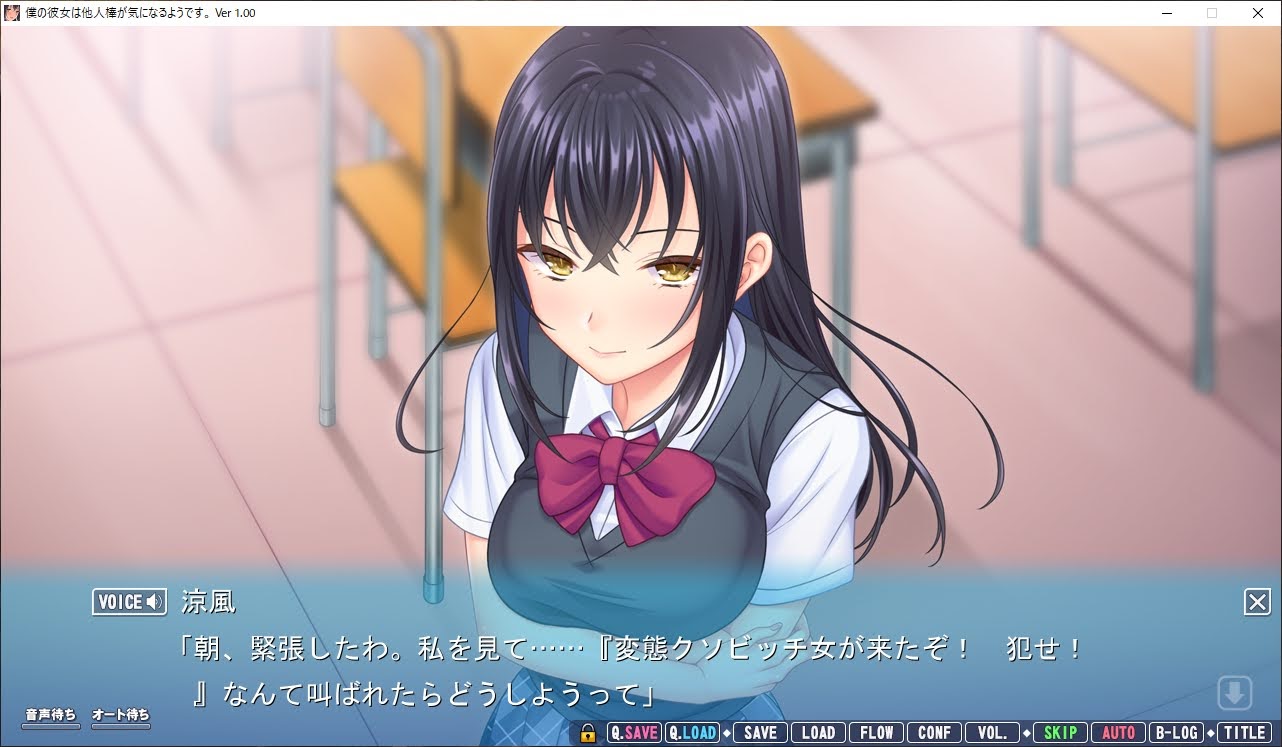 僕の彼女は他人棒が気になるようです。 Ver 1.00
VOICE 涼風
「朝、緊張したわ。私を見て……『変態クソビッチ女が来たぞ！　犯せ！
』なんて叫ばれたらどうしようって」
音声待ち オート待ち
Q.SAVE Q.LOAD SAVE LOAD FLOW CONF VOL. SKIP AUTO B-LOG TITLE